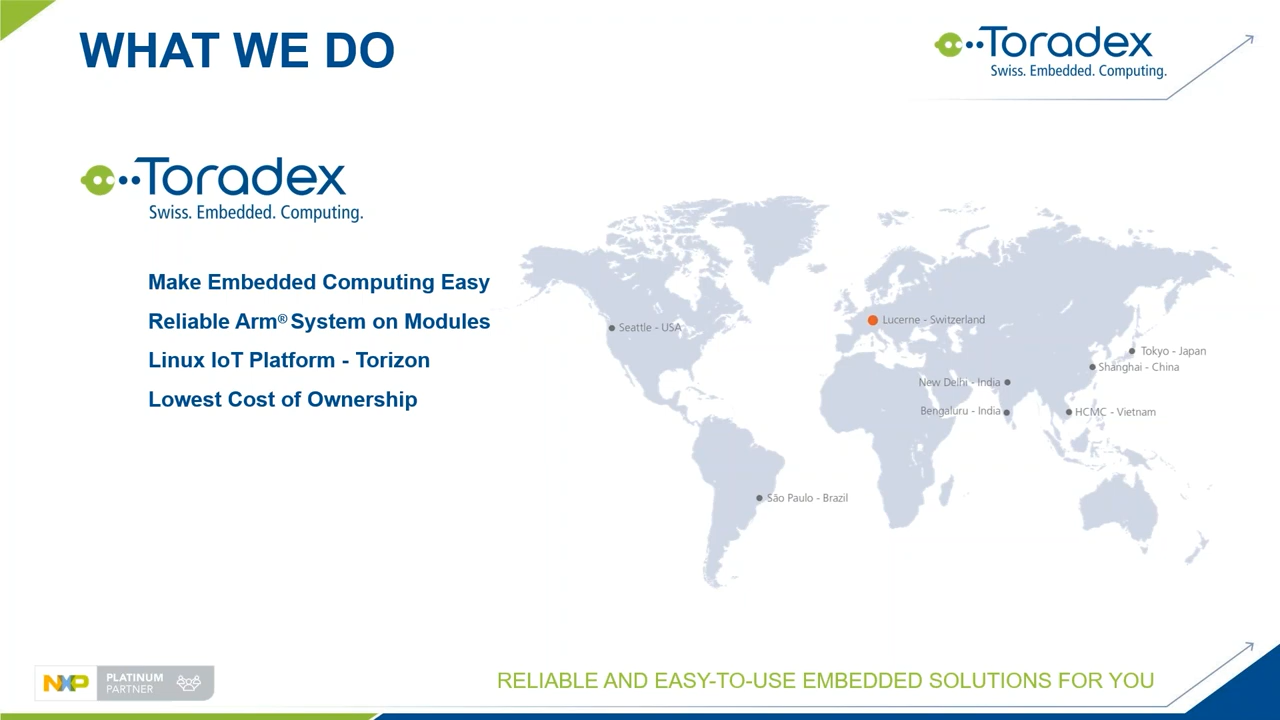 WHAT WE DO
Toradex
Swiss. Embedded. Computing.
Toradex
Swiss. Embedded. Computing.
Make Embedded Computing Easy
Reliable Arm® System on Modules
Linux IoT Platform - Torizon
Lowest Cost of Ownership
Seattle - USA
Lucerne - Switzerland
Tokyo - Japan
Shanghai - China
New Delhi - India
Bengaluru - India
HCMC - Vietnam
São Paulo - Brazil
NXP
PLATINUM
PARTNER
RELIABLE AND EASY-TO-USE EMBEDDED SOLUTIONS FOR YOU